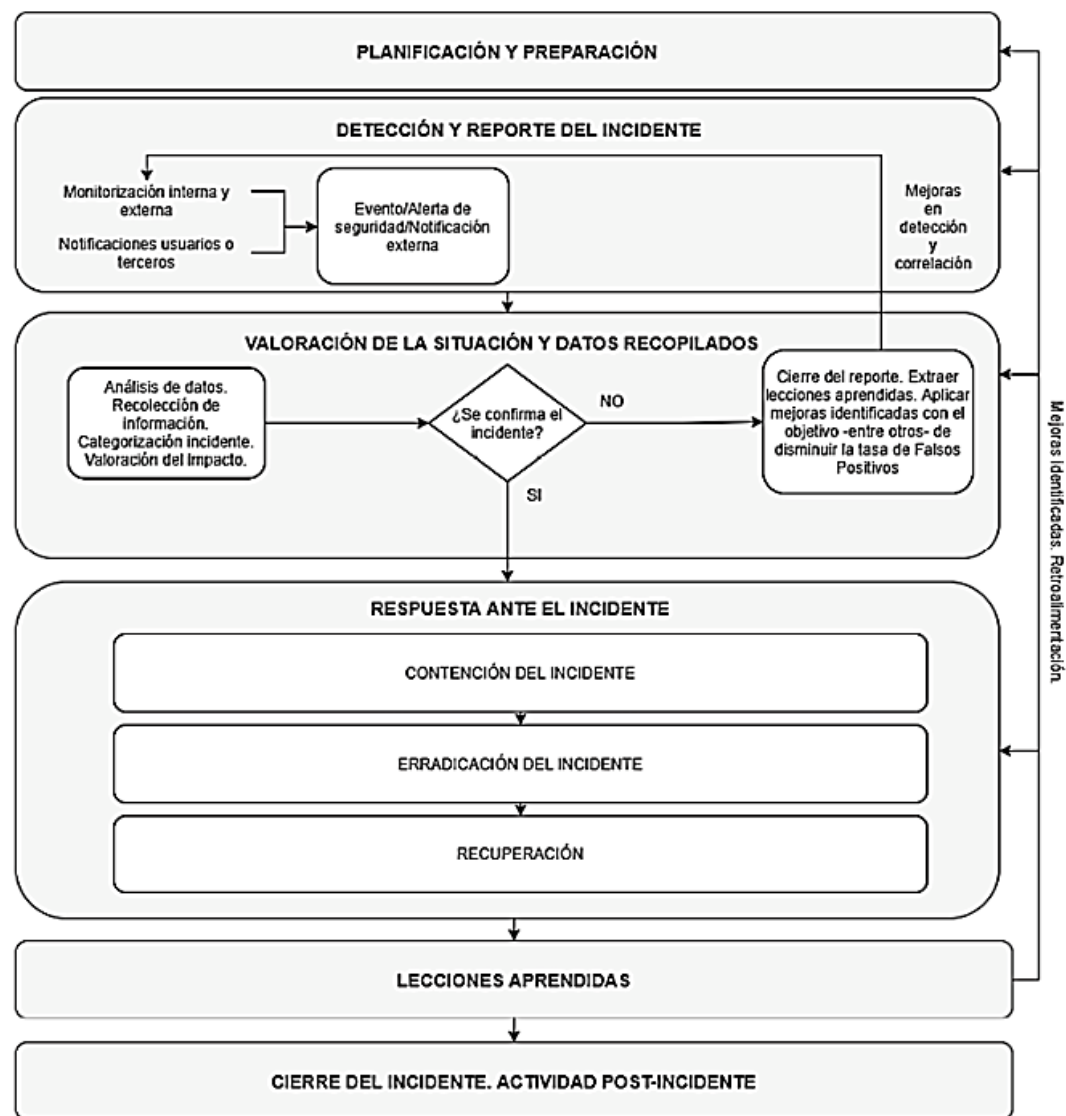 PLANIFICACIÓN Y PREPARACIÓN
DETECCIÓN Y REPORTE DEL INCIDENTE
Monitorización interna y
externa
Notificaciones usuarios o
terceros
Evento/Alerta de
seguridad/Notificación
externa
Mejoras
en
detección
y
correlación
VALORACIÓN DE LA SITUACIÓN Y DATOS RECOPILADOS
Análisis de datos.
Recolección de
información.
Categorización incidente.
Valoración del Impacto.
¿Se confirma el
incidente?
NO
SI
Cierre del reporte. Extraer
lecciones aprendidas. Aplicar
mejoras identificadas con el
objetivo -entre otros- de
disminuir la tasa de Falsos
Positivos
RESPUESTA ANTE EL INCIDENTE
CONTENCIÓN DEL INCIDENTE
ERRADICACIÓN DEL INCIDENTE
RECUPERACIÓN
LECCIONES APRENDIDAS
CIERRE DEL INCIDENTE. ACTIVIDAD POST-INCIDENTE
Mejoras identificadas. Retroalimentación.